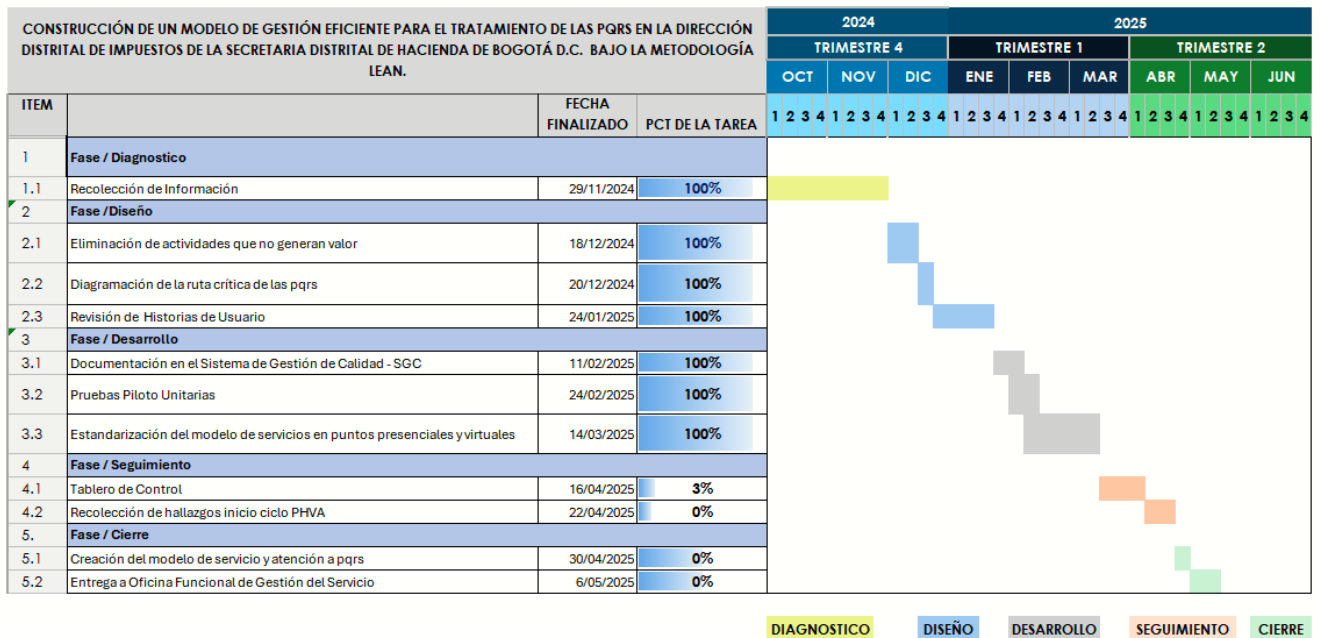 CONSTRUCCIÓN DE UN MODELO DE GESTIÓN EFICIENTE PARA EL TRATAMIENTO DE LAS PQRS EN LA DIRECCIÓN
DISTRITAL DE IMPUESTOS DE LA SECRETARIA DISTRITAL DE HACIENDA DE BOGOTÁ D.C. BAJO LA METODOLOGÍA
LEAN.
2024 2025
TRIMESTRE 4 TRIMESTRE 1 TRIMESTRE 2
OCT NOV DIC ENE FEB MAR ABR MAY JUN
ITEM FECHA FINALIZADO PCT DE LA TAREA
1 2 3 4 1 2 3 4 1 2 3 4 1 2 3 4 1 2 3 4 1 2 3 4 1 2 3 4 1 2 3 4 1 2 3 4
1 Fase / Diagnostico
1.1 Recolección de Información 29/11/2024 100%
2 Fase /Diseño
2.1 Eliminación de actividades que no generan valor 18/12/2024 100%
2.2 Diagramación de la ruta crítica de las pqrs 20/12/2024 100%
2.3 Revisión de Historias de Usuario 24/01/2025 100%
3 Fase / Desarrollo
3.1 Documentación en el Sistema de Gestión de Calidad - SGC 11/02/2025 100%
3.2 Pruebas Piloto Unitarias 24/02/2025 100%
3.3 Estandarización del modelo de servicios en puntos presenciales y virtuales 14/03/2025 100%
4 Fase / Seguimiento
4.1 Tablero de Control 16/04/2025 3%
4.2 Recolección de hallazgos inicio ciclo PHVA 22/04/2025 0%
5. Fase / Cierre
5.1 Creación del modelo de servicio y atención a pqrs 30/04/2025 0%
5.2 Entrega a Oficina Funcional de Gestión del Servicio 6/05/2025 0%
DIAGNOSTICO DISEÑO DESARROLLO SEGUIMIENTO CIERRE